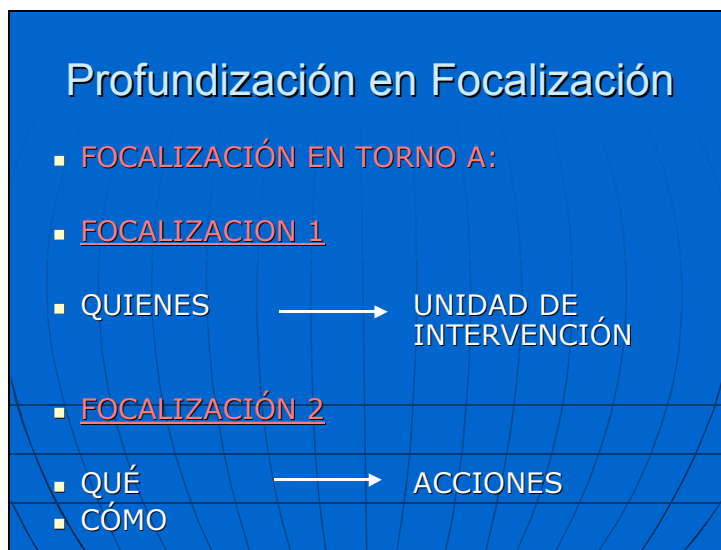 Profundización en Focalización
FOCALIZACIÓN EN TORNO A:
FOCALIZACION 1
QUIENES UNIDAD DE
INTERVENCIÓN
FOCALIZACIÓN 2
QUÉ ACCIONES
CÓMO